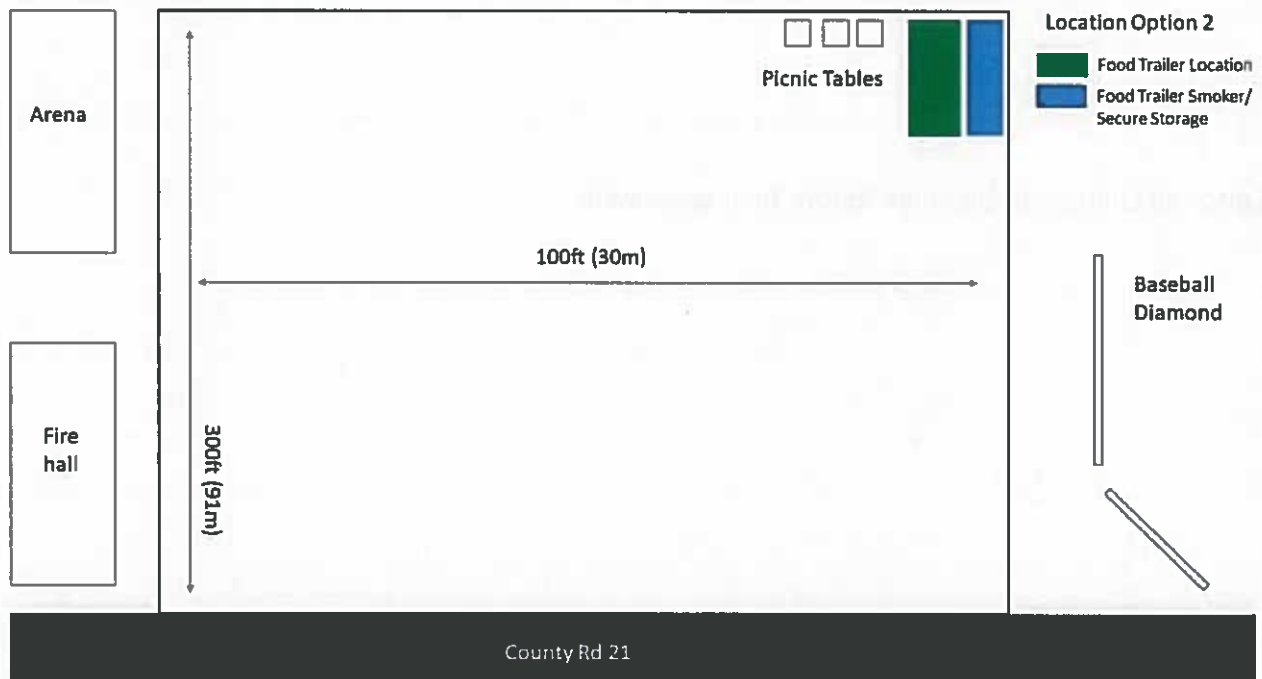 Location Option 2
Food Trailer Location
Food Trailer Smoker/
Secure Storage
Picnic Tables
Arena
100ft (30m)
Baseball
Diamond
Fire
hall
300ft (91m)
County Rd 21